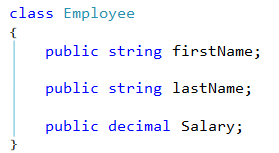 class Employee
{
public string firstName;
public string lastName;
public decimal Salary;
}